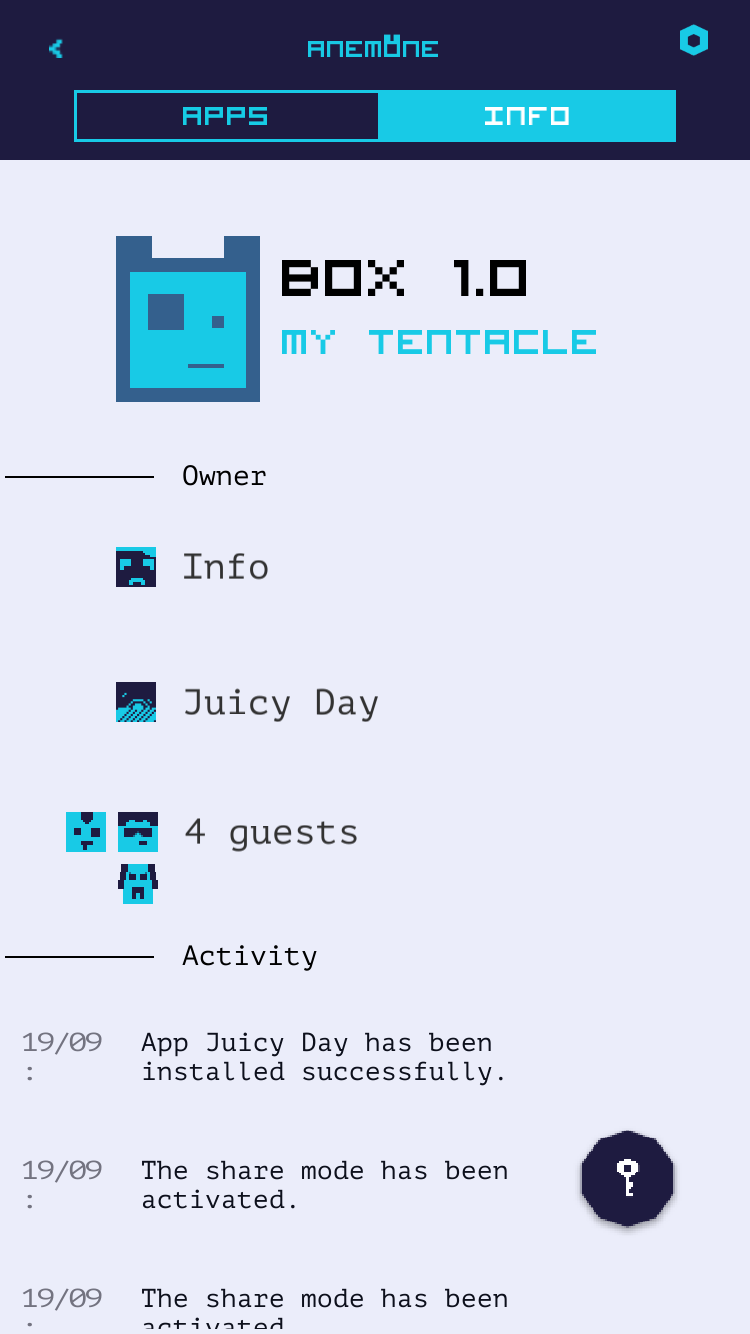 ANEMONE
APPS INFO
BOX 1.0
MY TENTACLE
Owner
Info
Juicy Day
4 guests
Activity
19/09 : App Juicy Day has been
installed successfully.
19/09 : The share mode has been
activated.
19/09 : The share mode has been
activated